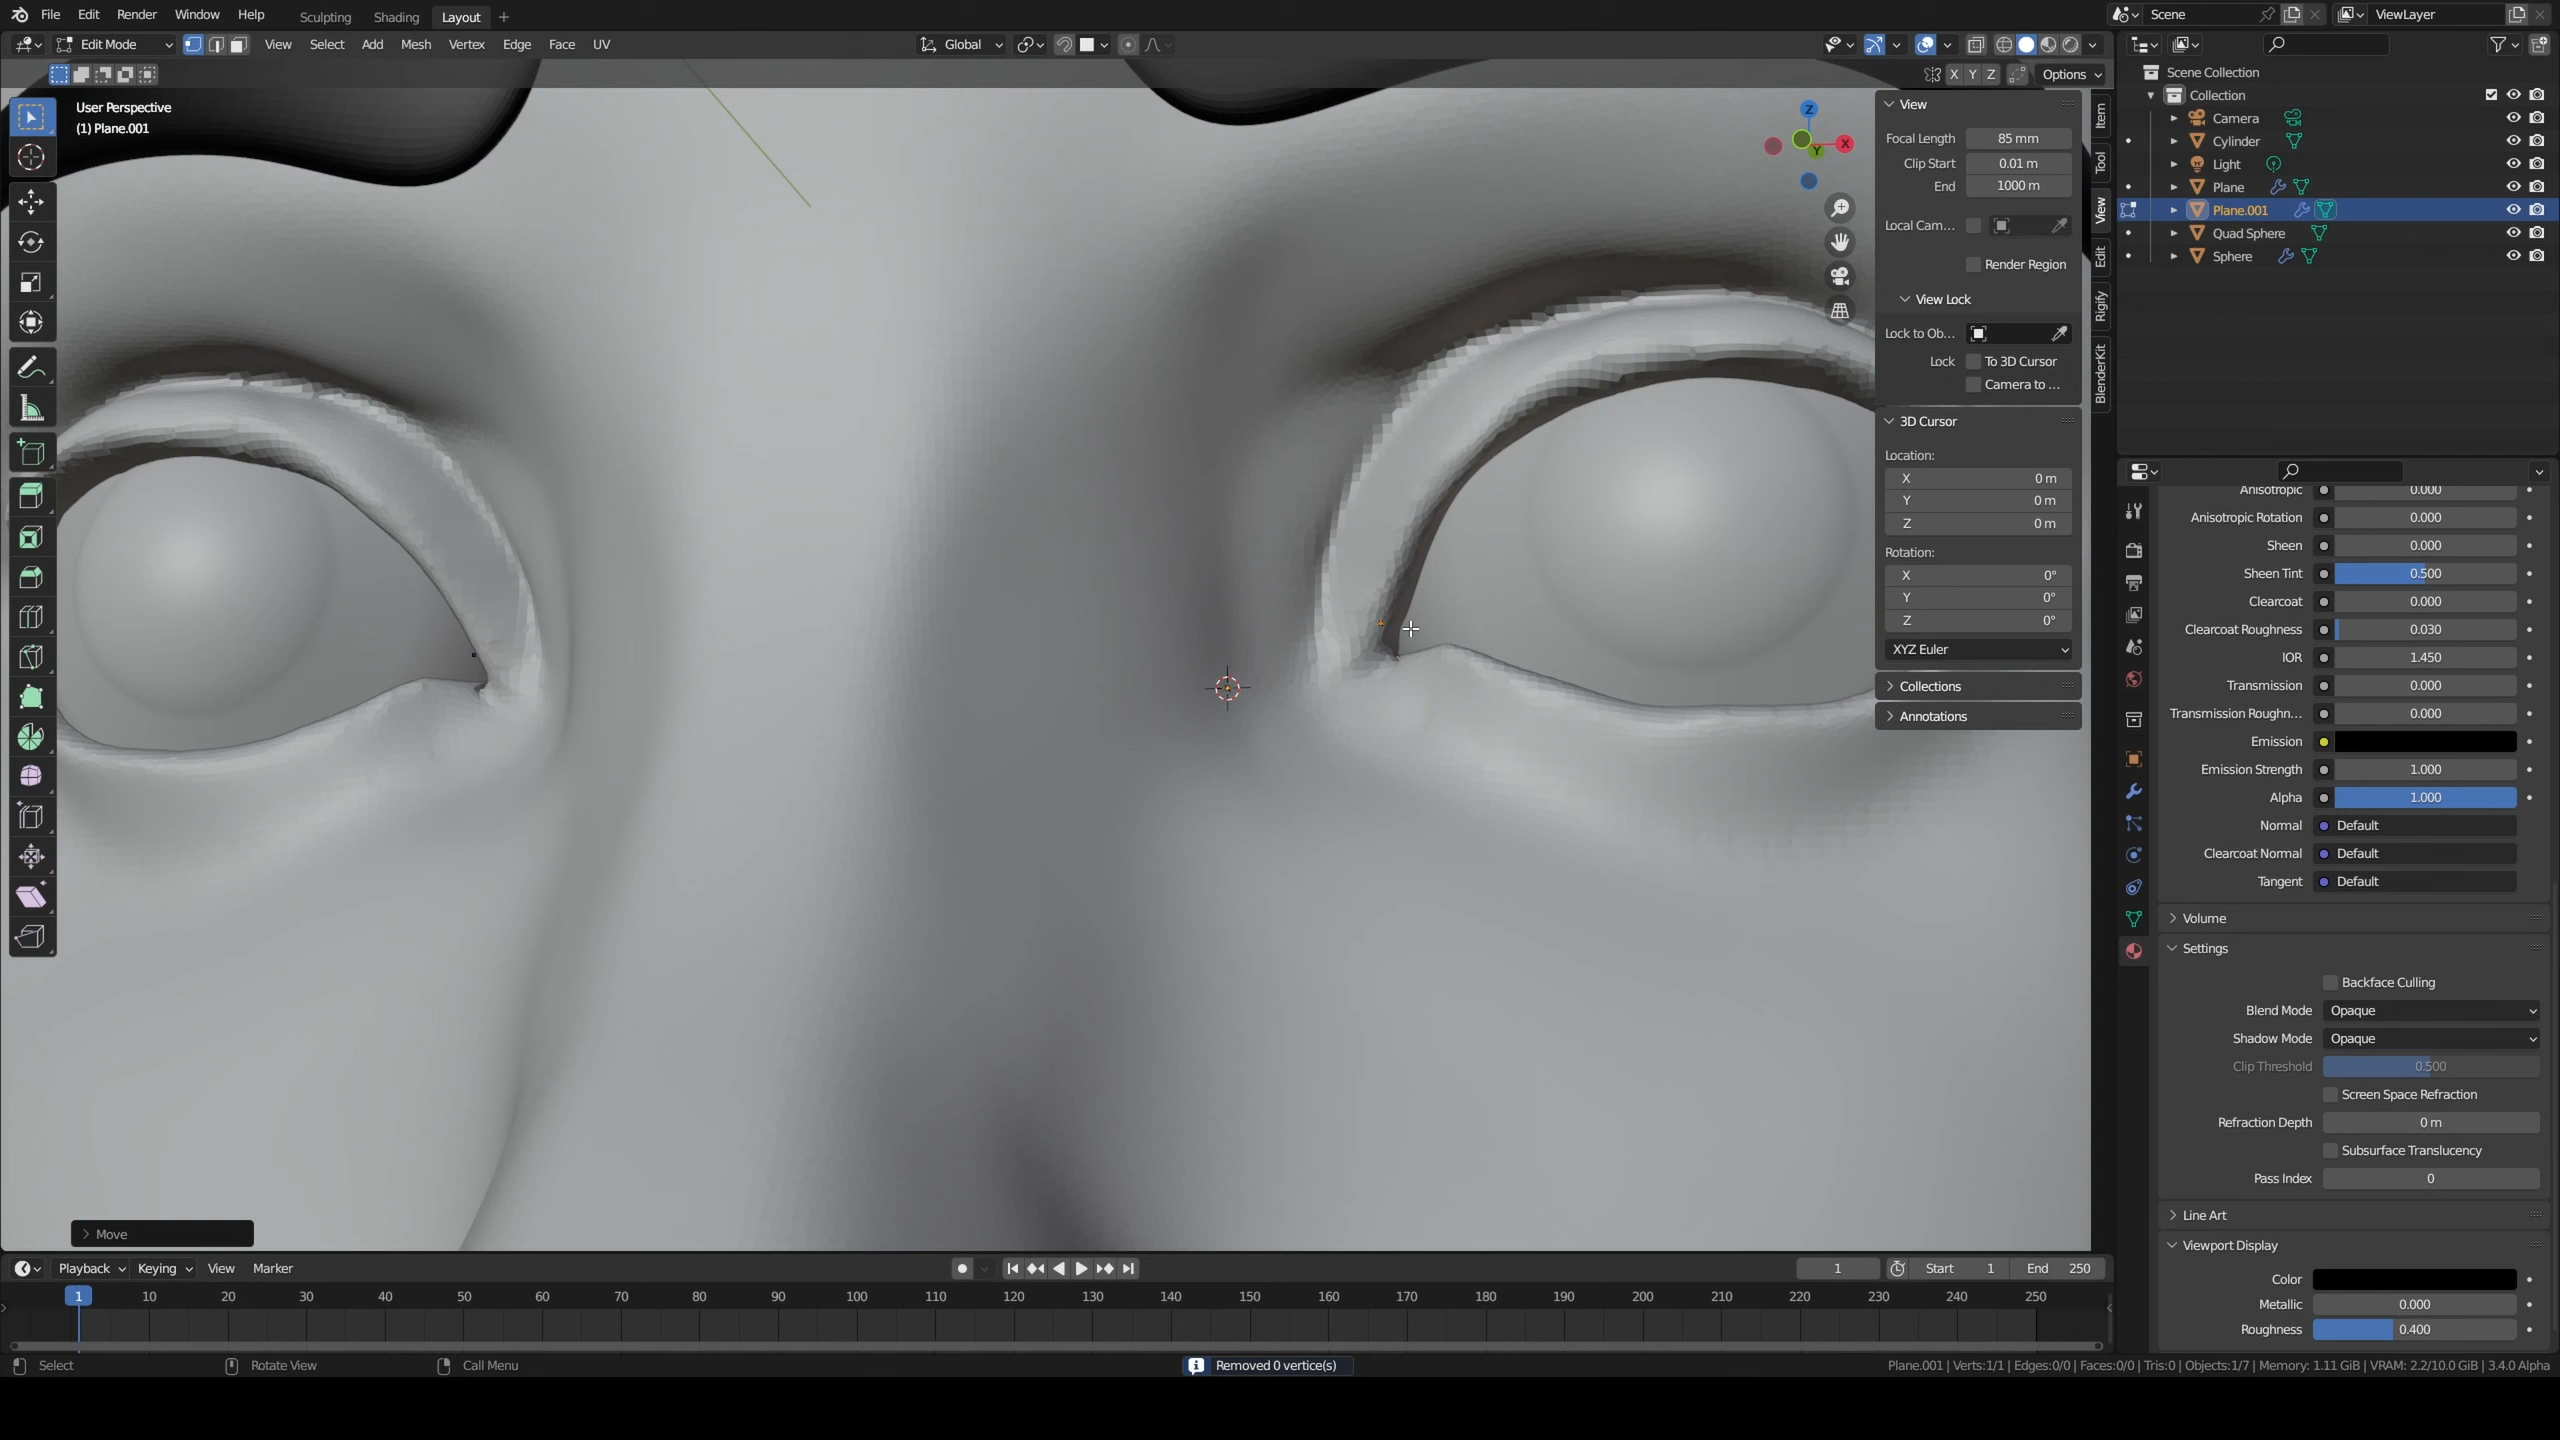 File Edit Render Window Help Sculpting Shading Layout Scene ViewLayer
Edit Mode View Select Add Mesh Vertex Edge Face UV Global
X Y Z Options
User Perspective
(1) Plane.001
Z
X
Y
View
Focal Length 85 mm
Clip Start 0.01 m
End 1000 m
Local Cam...
Render Region
View Lock
Lock to Ob...
Lock To 3D Cursor
Camera to ...
3D Cursor
Location:
X 0 m
Y 0 m
Z 0 m
Rotation:
X 0°
Y 0°
Z 0°
XYZ Euler
Collections
Annotations
Item
Tool
View
Edit
Rigify
BlenderKit
Scene Collection
Collection
Camera
Cylinder
Light
Plane
Plane.001
Quad Sphere
Sphere
Anisotropic 0.000
Anisotropic Rotation 0.000
Sheen 0.000
Sheen Tint 0.500
Clearcoat 0.000
Clearcoat Roughness 0.030
IOR 1.450
Transmission 0.000
Transmission Roughn... 0.000
Emission
Emission Strength 1.000
Alpha 1.000
Normal Default
Clearcoat Normal Default
Tangent Default
Volume
Settings
Backface Culling
Blend Mode Opaque
Shadow Mode Opaque
Clip Threshold 0.500
Screen Space Refraction
Refraction Depth 0 m
Subsurface Translucency
Pass Index 0
Line Art
Viewport Display
Color
Metallic 0.000
Roughness 0.400
Move
Playback Keying View Marker 1 Start 1 End 250
1 10 20 30 40 50 60 70 80 90 100 110 120 130 140 150 160 170 180 190 200 210 220 230 240 250
Select Rotate View Call Menu Removed 0 vertice(s) Plane.001 | Verts:1/1 | Edges:0/0 | Faces:0/0 | Tris:0 | Objects:1/7 | Memory: 1.11 GiB | VRAM: 2.2/10.0 GiB | 3.4.0 Alpha